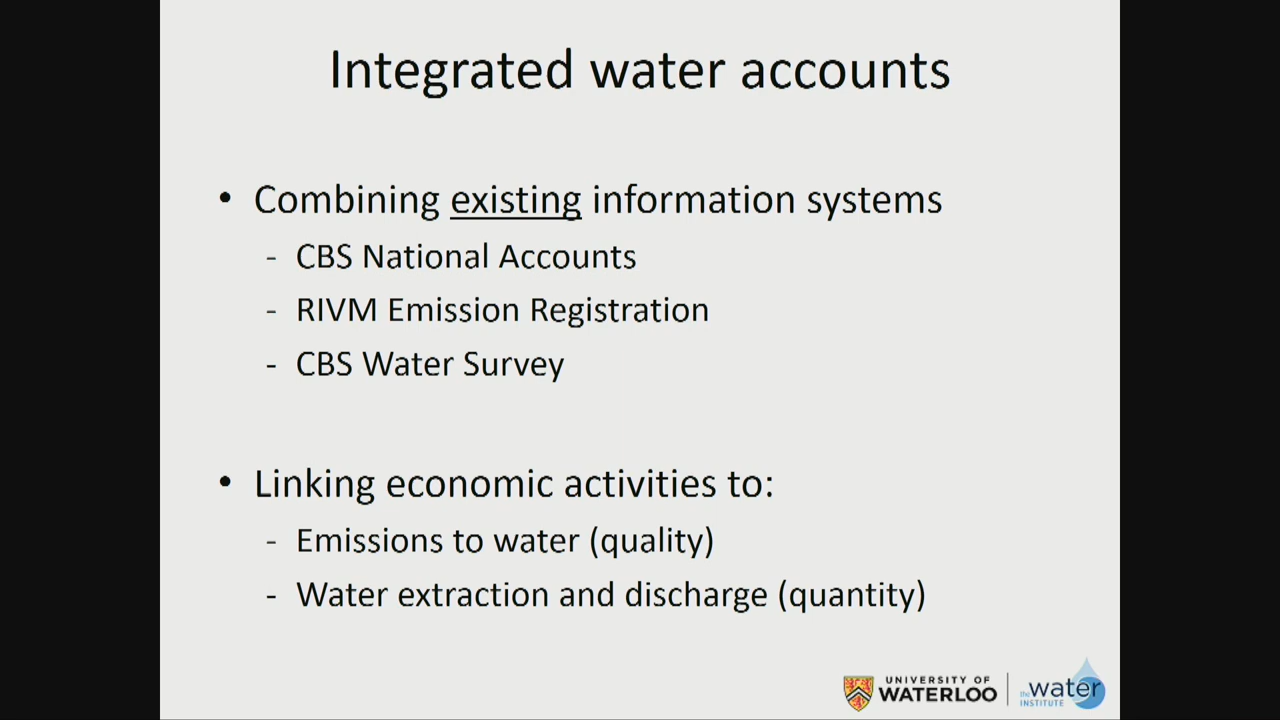 Integrated water accounts
• Combining existing information systems
- CBS National Accounts
- RIVM Emission Registration
- CBS Water Survey
• Linking economic activities to:
- Emissions to water (quality)
- Water extraction and discharge (quantity)
UNIVERSITY OF
WATERLOO
the water
INSTITUTE